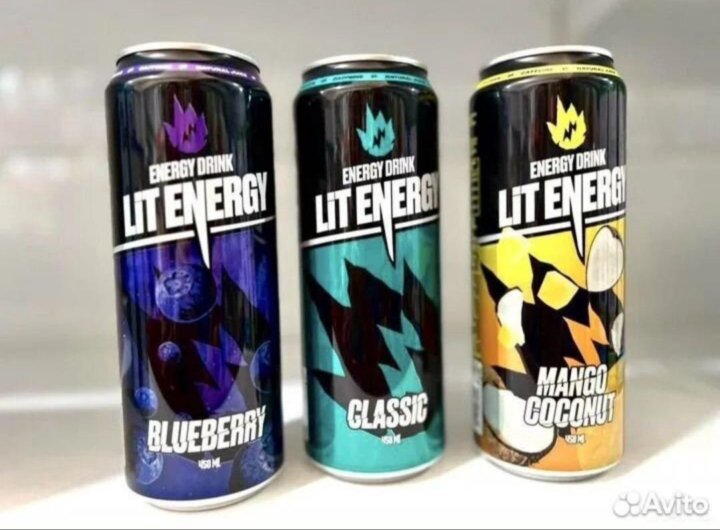 ENERGY DRINK
LIT ENERGY
BLUEBERRY
450 ML
ENERGY DRINK
LIT ENERGY
CLASSIC
450 ML
ENERGY DRINK
LIT ENERGY
MANGO
COCONUT
450 ML
Avito